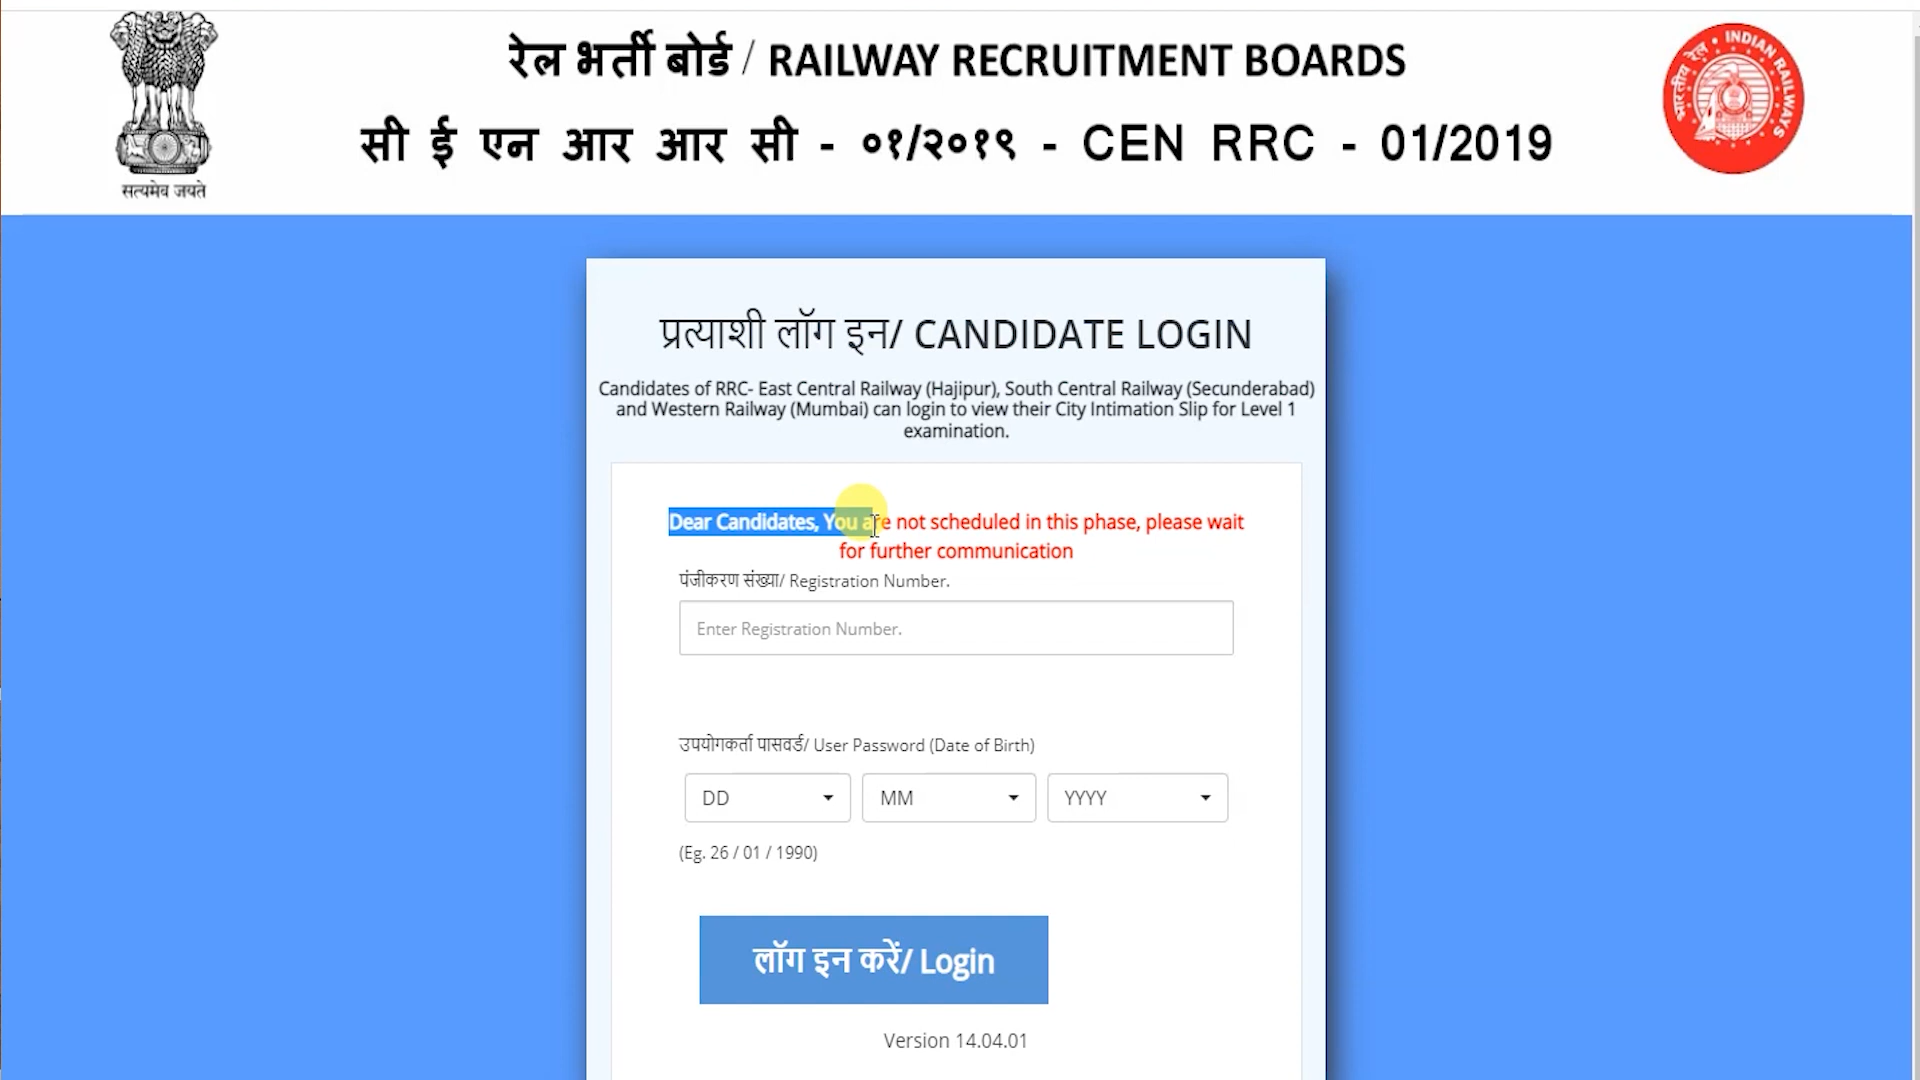 रेल भर्ती बोर्ड / RAILWAY RECRUITMENT BOARDS
सी ई एन आर आर सी - ०१/२०१९ - CEN RRC - 01/2019
सत्यमेव जयते
भारतीय रेल • INDIAN RAILWAYS
प्रत्याशी लॉग इन/ CANDIDATE LOGIN
Candidates of RRC- East Central Railway (Hajipur), South Central Railway (Secunderabad)
and Western Railway (Mumbai) can login to view their City Intimation Slip for Level 1
examination.
Dear Candidates, You are not scheduled in this phase, please wait
for further communication
पंजीकरण संख्या/ Registration Number.
Enter Registration Number.
उपयोगकर्ता पासवर्ड/ User Password (Date of Birth)
DD MM YYYY
(Eg. 26 / 01 / 1990)
लॉग इन करें/ Login
Version 14.04.01